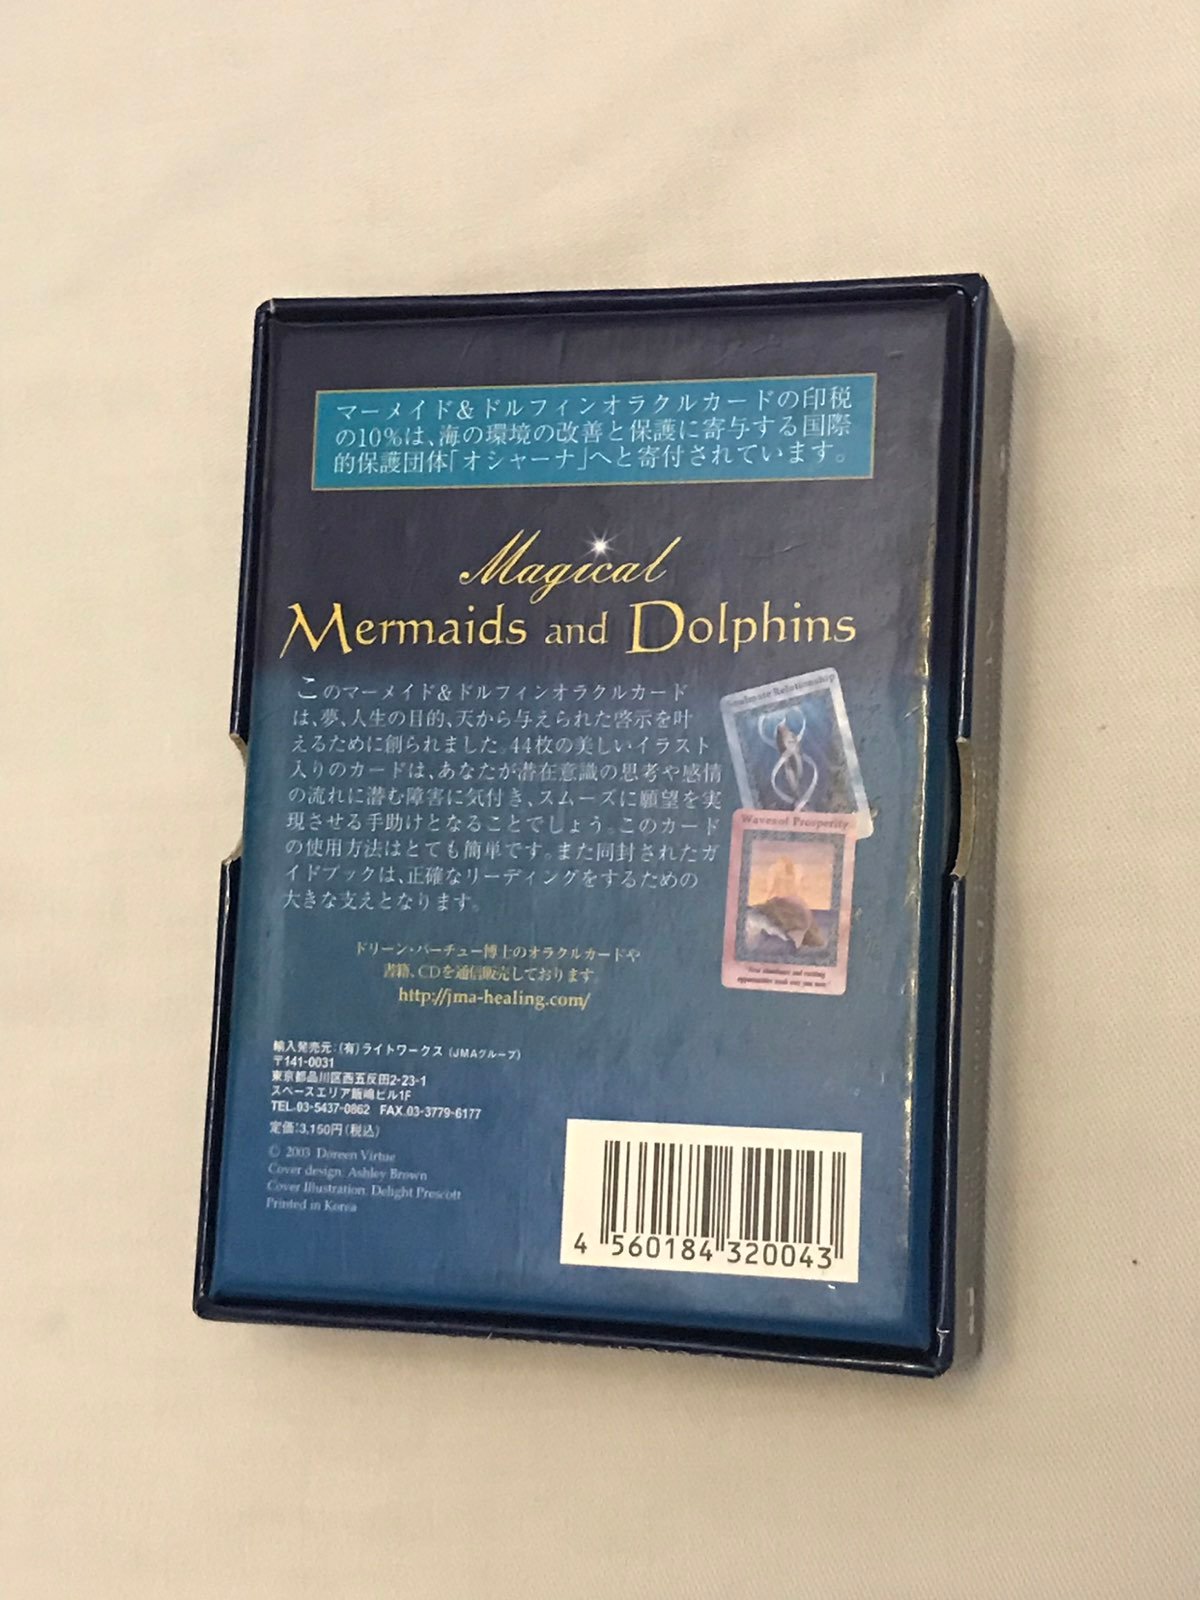 マーメイド&ドルフィンオラクルカードの印税
の10%は、海の環境の改善と保護に寄与する国際
的保護団体「オシャーナ」へと寄付されています。
Magical
Mermaids and Dolphins
このマーメイド&ドルフィンオラクルカード
は、夢、人生の目的、天から与えられた啓示を叶
えるために創られました。44枚の美しいイラスト
入りのカードは、あなたが潜在意識の思考や感情
の流れに潜む障害に気付き、スムーズに願望を実
現させる手助けとなることでしょう。このカード
の使用方法はとても簡単です。また同封されたガ
イドブックは、正確なリーディングをするための
大きな支えとなります。
Soulmate Relationship
Waves of Prosperity
"New abundance and exciting
opportunities wash over you now."
ドリーン・バーチュー博士のオラクルカードや
書籍、CDを通信販売しております。
http://jma-healing.com/
輸入発売元:(有)ライトワークス (JMAグループ)
〒141-0031
東京都品川区西五反田2-23-1
スペースエリア飯嶋ビル1F
TEL.03-5437-0862 FAX.03-3779-6177
定価:3,150円(税込)
© 2003 Doreen Virtue
Cover design: Ashley Brown
Cover Illustration: Delight Prescott
Printed in Korea
4 560184 320043